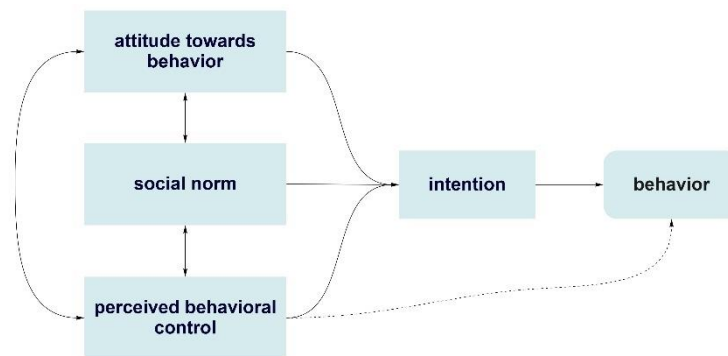 attitude towards
behavior
social norm
intention
behavior
perceived behavioral
control